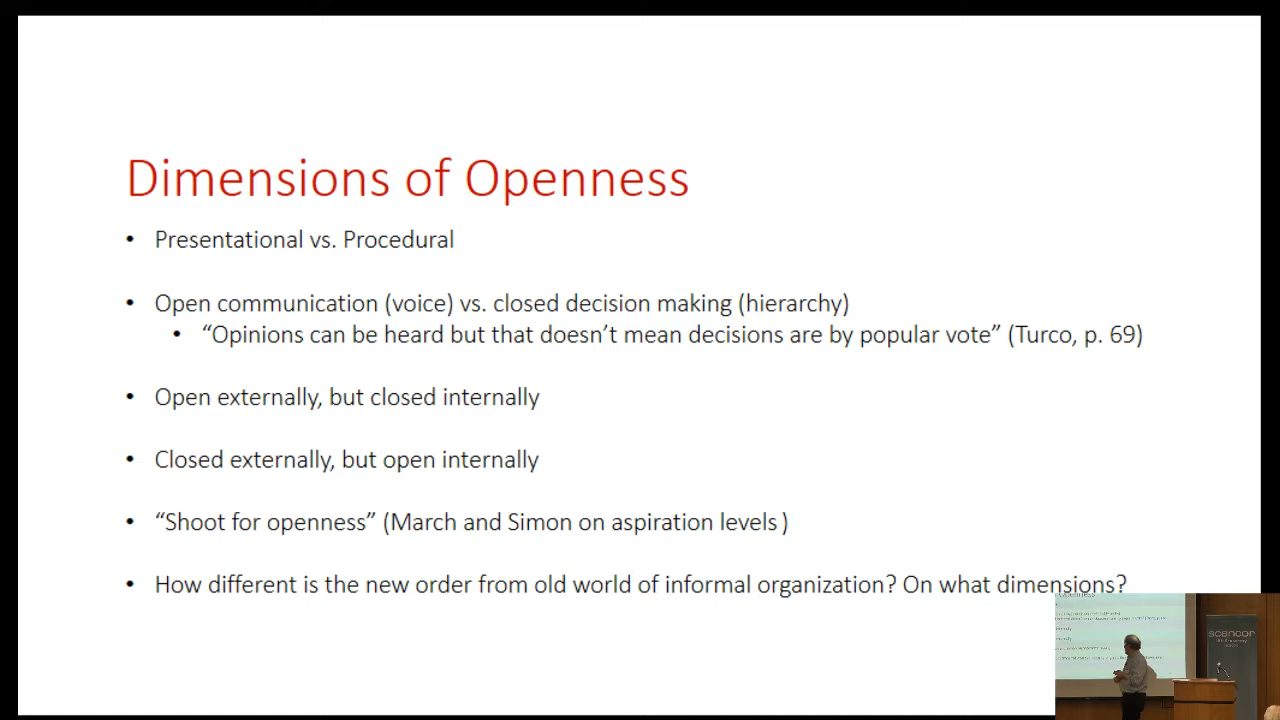 Dimensions of Openness
• Presentational vs. Procedural
• Open communication (voice) vs. closed decision making (hierarchy)
• “Opinions can be heard but that doesn’t mean decisions are by popular vote” (Turco, p. 69)
• Open externally, but closed internally
• Closed externally, but open internally
• “Shoot for openness” (March and Simon on aspiration levels)
• How different is the new order from old world of informal organization? On what dimensions?
scancor